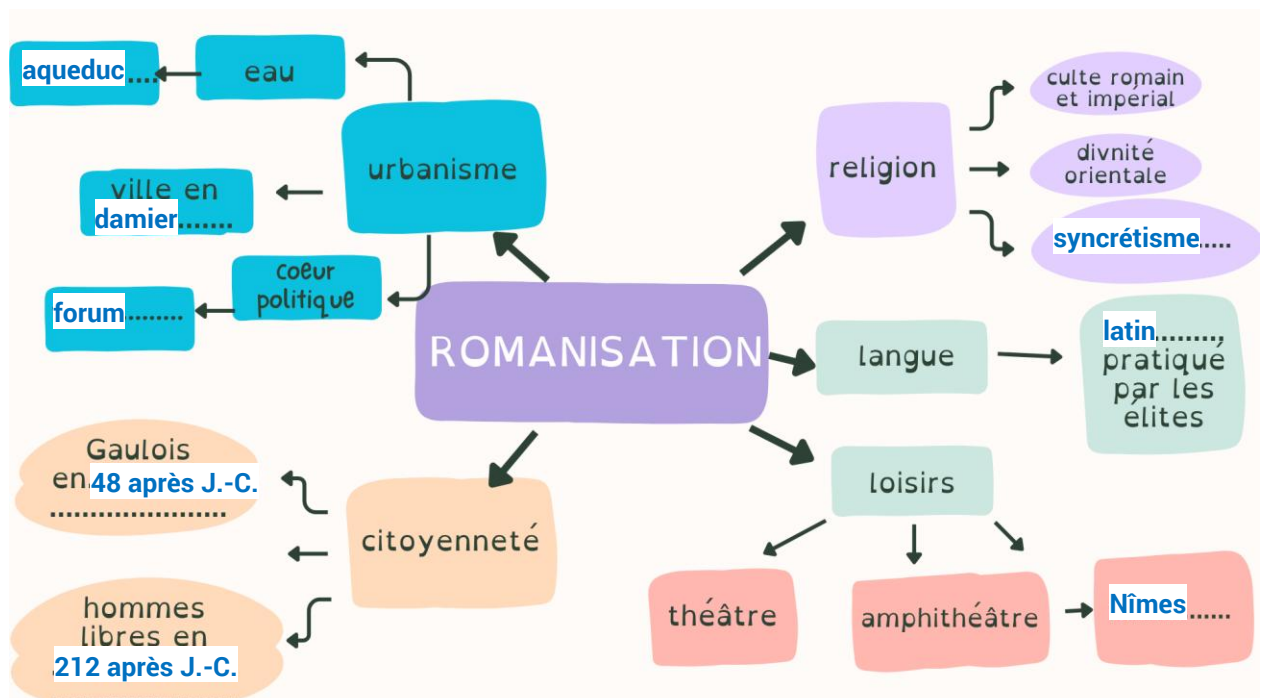 aqueduc....
eau
urbanisme
ville en
damier.......
coeur
politique
forum.........
ROMANISATION
religion
culte romain
et impérial
divnité
orientale
syncrétisme.....
langue
latin.........
pratiqué
par les
élites
loisirs
théâtre
amphithéâtre
Nîmes......
citoyenneté
Gaulois
en.48 après J.-C.
......................
hommes
libres en
.212 après J.-C.